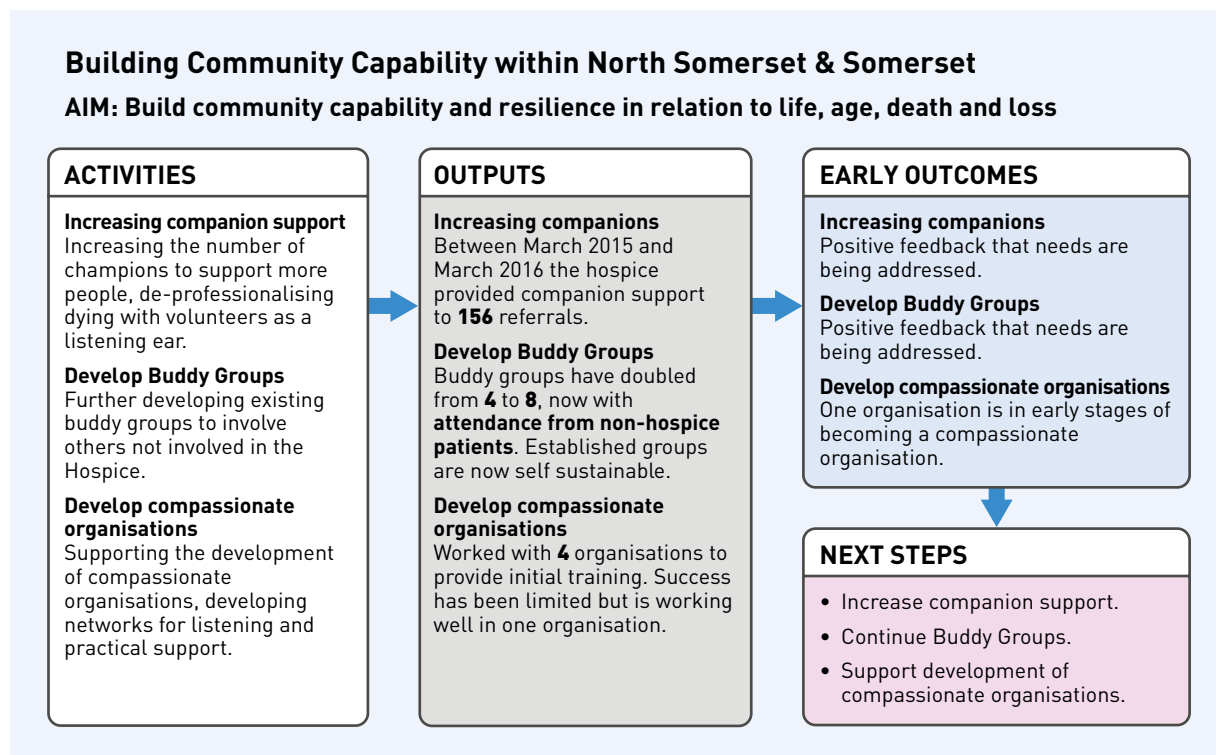 Building Community Capability within North Somerset & Somerset
AIM: Build community capability and resilience in relation to life, age, death and loss
ACTIVITIES
Increasing companion support
Increasing the number of
champions to support more
people, de-professionalising
dying with volunteers as a
listening ear.
Develop Buddy Groups
Further developing existing
buddy groups to involve
others not involved in the
Hospice.
Develop compassionate
organisations
Supporting the development
of compassionate
organisations, developing
networks for listening and
practical support.
OUTPUTS
Increasing companions
Between March 2015 and
March 2016 the hospice
provided companion support
to 156 referrals.
Develop Buddy Groups
Buddy groups have doubled
from 4 to 8, now with
attendance from non-hospice
patients. Established groups
are now self sustainable.
Develop compassionate
organisations
Worked with 4 organisations to
provide initial training. Success
has been limited but is working
well in one organisation.
EARLY OUTCOMES
Increasing companions
Positive feedback that needs are
being addressed.
Develop Buddy Groups
Positive feedback that needs are
being addressed.
Develop compassionate organisations
One organisation is in early stages of
becoming a compassionate
organisation.
NEXT STEPS
• Increase companion support.
• Continue Buddy Groups.
• Support development of
compassionate organisations.